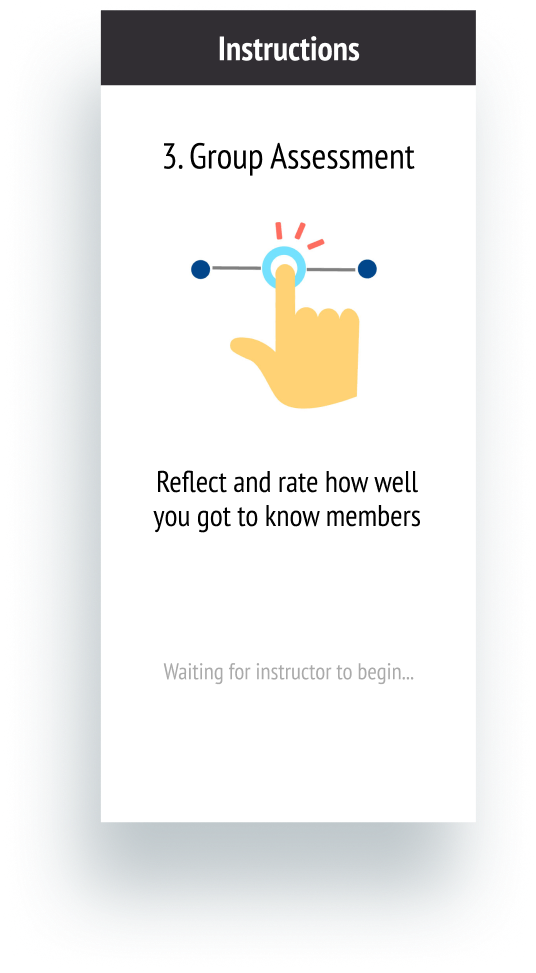 Instructions
3. Group Assessment
Reflect and rate how well
you got to know members
Waiting for instructor to begin...